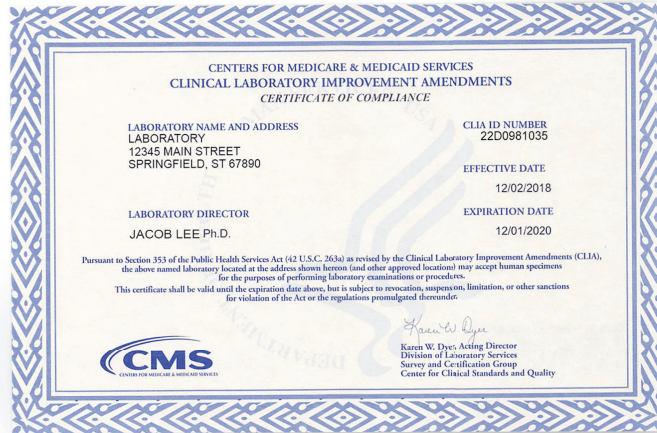 CENTERS FOR MEDICARE & MEDICAID SERVICES
CLINICAL LABORATORY IMPROVEMENT AMENDMENTS
CERTIFICATE OF COMPLIANCE
LABORATORY NAME AND ADDRESS
LABORATORY
12345 MAIN STREET
SPRINGFIELD, ST 67890
CLIA ID NUMBER
22D0981035
EFFECTIVE DATE
12/02/2018
LABORATORY DIRECTOR
JACOB LEE Ph.D.
EXPIRATION DATE
12/01/2020
Pursuant to Section 353 of the Public Health Services Act (42 U.S.C. 263a) as revised by the Clinical Laboratory Improvement Amendments (CLIA),
the above named laboratory located at the address shown hereon (and other approved locations) may accept human specimens
for the purposes of performing laboratory examinations or procedures.
This certificate shall be valid until the expiration date above, but is subject to revocation, suspension, limitation, or other sanctions
for violation of the Act or the regulations promulgated thereunder.
Karen W. Dyer
Karen W. Dyer, Acting Director
Division of Laboratory Services
Survey and Certification Group
Center for Clinical Standards and Quality
CMS
CENTERS FOR MEDICARE & MEDICAID SERVICES